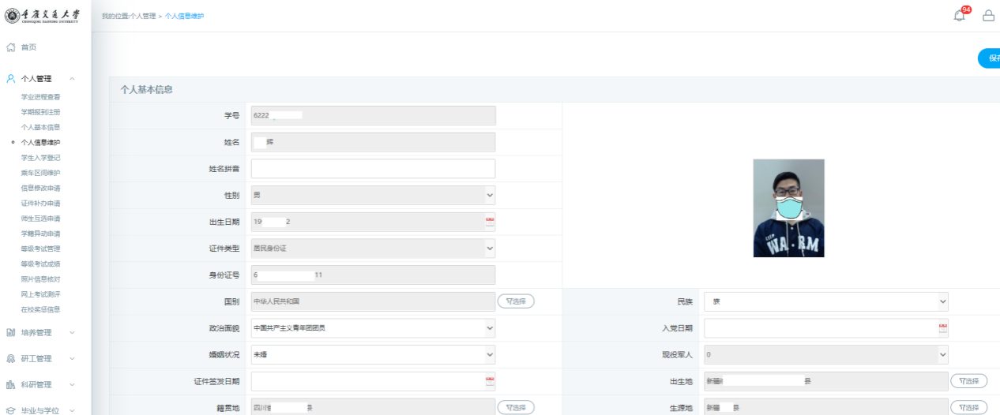 重庆交通大学
CHONGQING JIAOTONG UNIVERSITY
我的位置:个人管理 > 个人信息维护
94
首页
保存
个人管理
学业进程查看
学期报到注册
个人基本信息
个人信息维护
学生入学登记
乘车区间维护
信息修改申请
证件补办申请
师生互选申请
学籍异动申请
等级考试管理
等级考试成绩
照片信息核对
网上考试测评
在校奖惩信息
培养管理
研工管理
科研管理
毕业与学位
个人基本信息
学号 6222
姓名 辉
姓名拼音
性别 男
出生日期 19 2
证件类型 居民身份证
身份证号 6 11
国别 中华人民共和国 选择 民族 族
政治面貌 中国共产主义青年团团员 入党日期
婚姻状况 未婚 现役军人 0
证件签发日期 出生地 新疆 县 选择
籍贯地 四川省 县 选择 生源地 新疆 县 选择
WARM